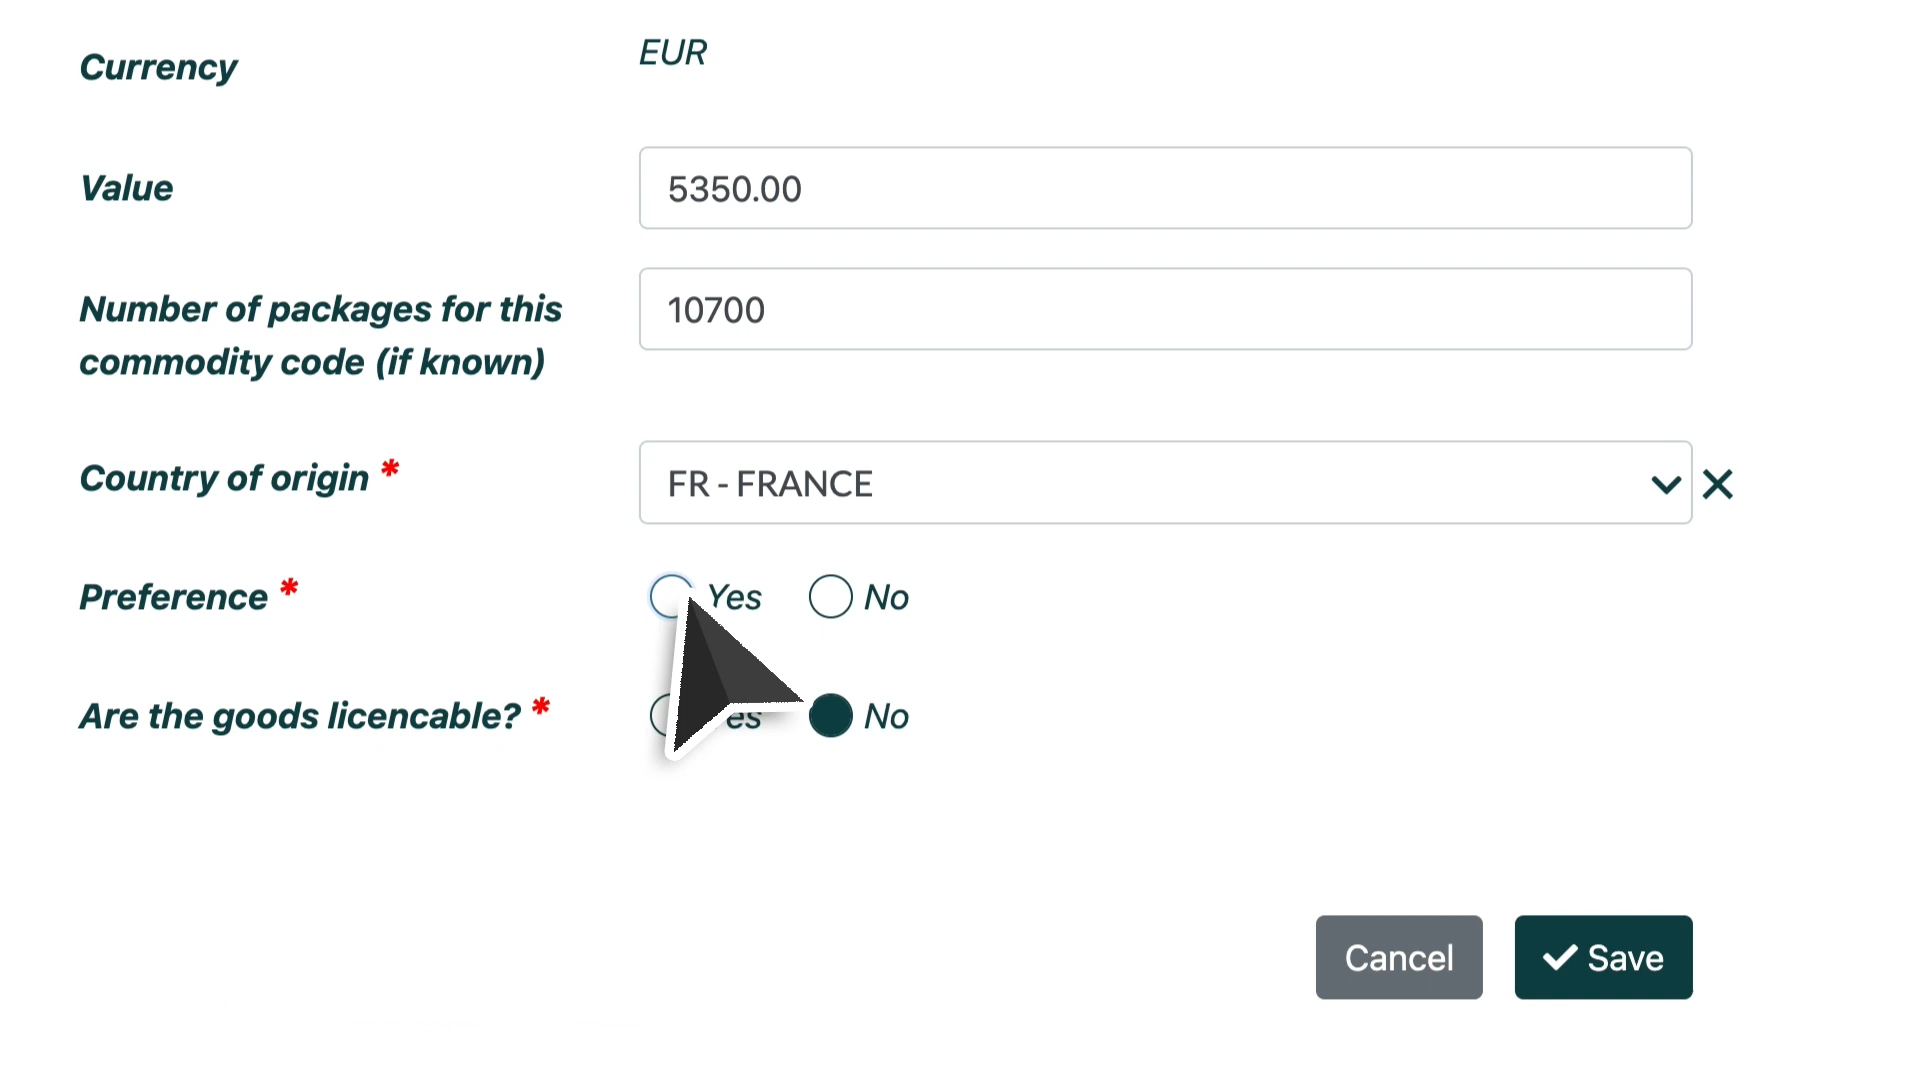 Currency EUR
Value 5350.00
Number of packages for this 10700
commodity code (if known)
Country of origin * FR - FRANCE
Preference * Yes No
Are the goods licencable? * No
Cancel Save